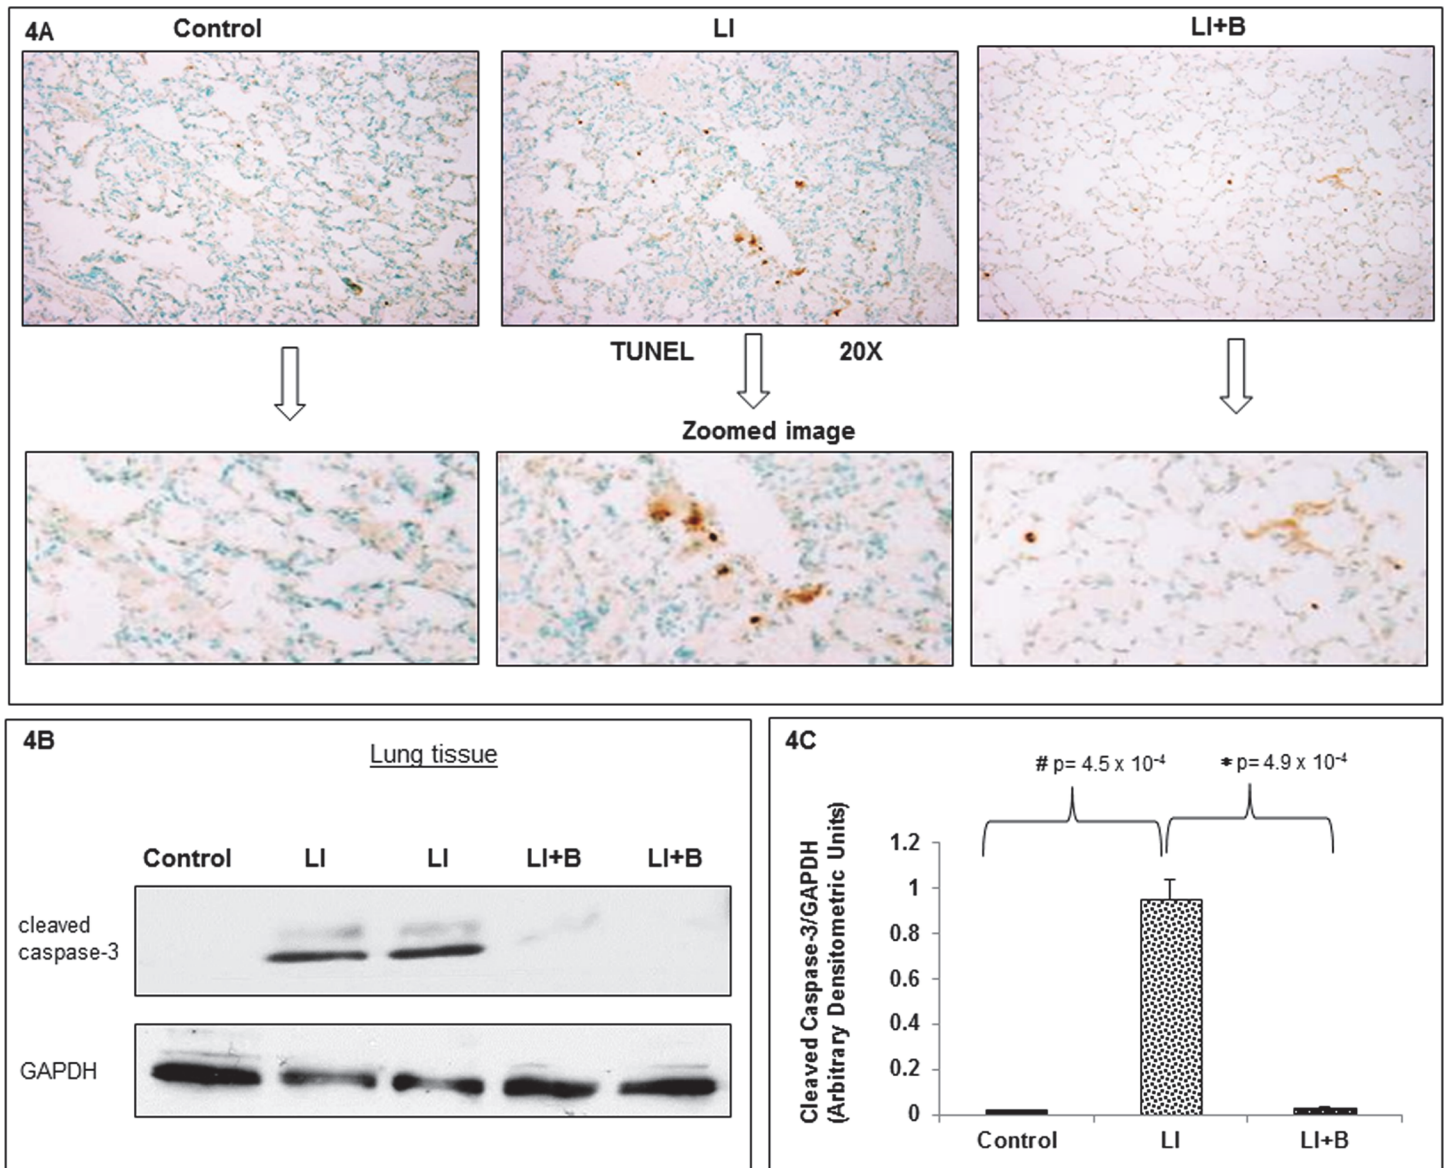 4A
Control
LI
LI+B
TUNEL
20X
Zoomed image
4B
Lung tissue
Control LI LI LI+B LI+B
cleaved
caspase-3
GAPDH
4C
# p= 4.5 x 10⁻⁴
* p= 4.9 x 10⁻⁴
Cleaved Caspase-3/GAPDH
(Arbitrary Densitometric Units)
1.2
1
0.8
0.6
0.4
0.2
0
Control LI LI+B